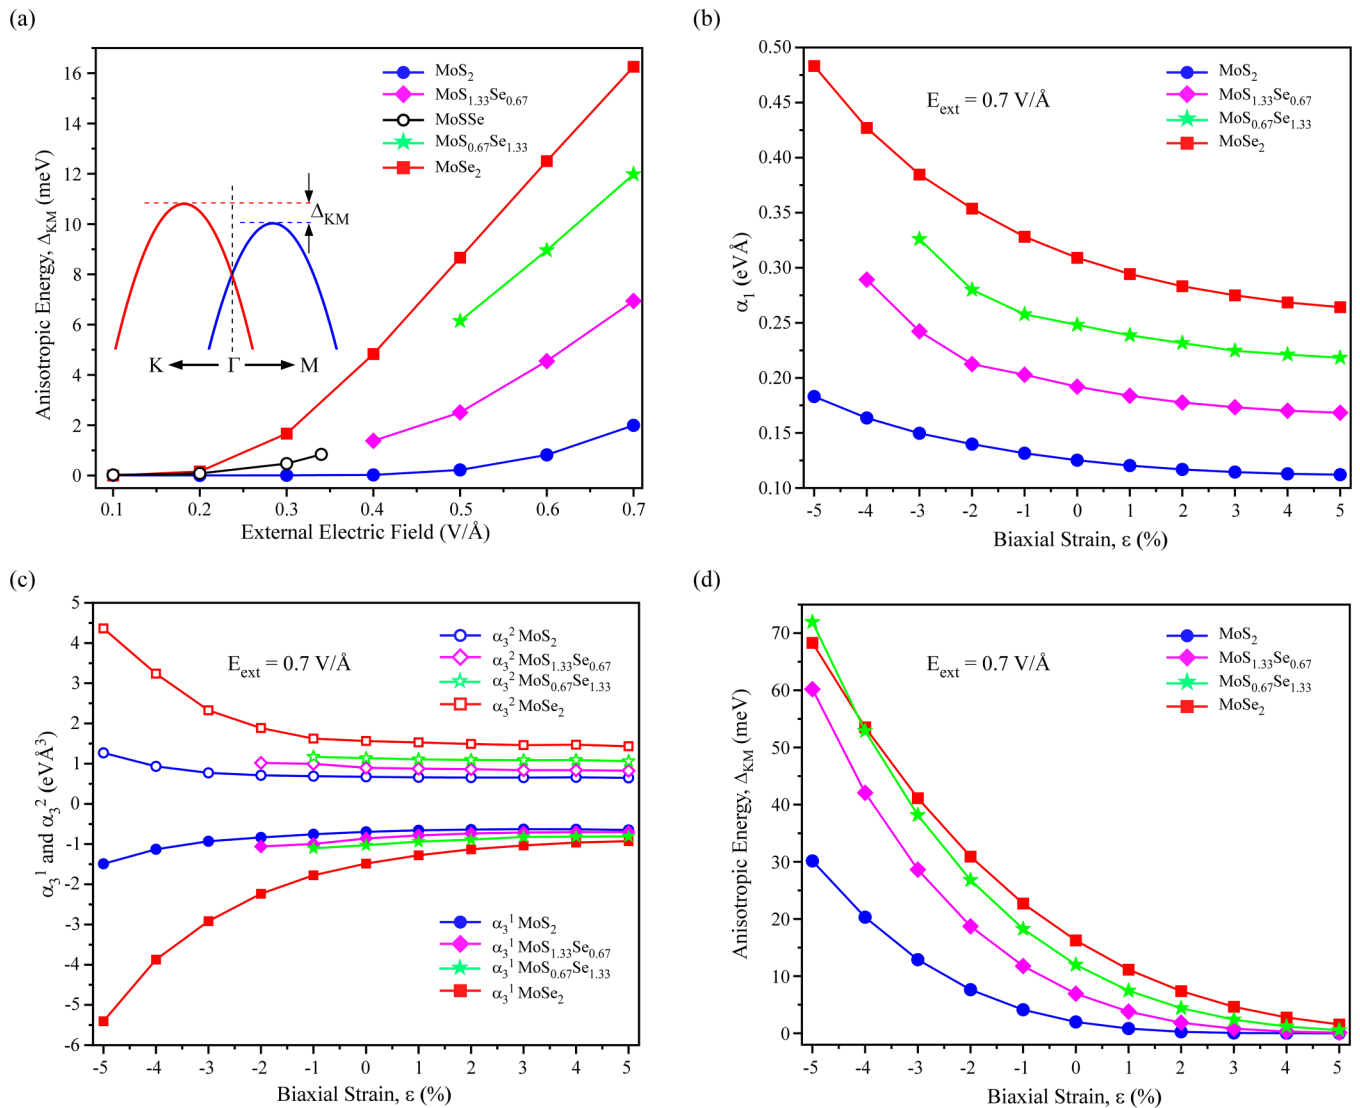 (a)
Anisotropic Energy, Δ_KM (meV)
16
14
12
10
8
6
4
2
0
MoS₂
MoS₁.₃₃Se₀.₆₇
MoSSe
MoS₀.₆₇Se₁.₃₃
MoSe₂
Δ_KM
K Γ M
0.1 0.2 0.3 0.4 0.5 0.6 0.7
External Electric Field (V/Å)
(b)
α₁ (eVÅ)
0.50
0.45
0.40
0.35
0.30
0.25
0.20
0.15
0.10
E_ext = 0.7 V/Å
MoS₂
MoS₁.₃₃Se₀.₆₇
MoS₀.₆₇Se₁.₃₃
MoSe₂
-5 -4 -3 -2 -1 0 1 2 3 4 5
Biaxial Strain, ε (%)
(c)
α₃¹ and α₃² (eVÅ³)
5
4
3
2
1
0
-1
-2
-3
-4
-5
-6
E_ext = 0.7 V/Å
α₃² MoS₂
α₃² MoS₁.₃₃Se₀.₆₇
α₃² MoS₀.₆₇Se₁.₃₃
α₃² MoSe₂
α₃¹ MoS₂
α₃¹ MoS₁.₃₃Se₀.₆₇
α₃¹ MoS₀.₆₇Se₁.₃₃
α₃¹ MoSe₂
-5 -4 -3 -2 -1 0 1 2 3 4 5
Biaxial Strain, ε (%)
(d)
Anisotropic Energy, Δ_KM (meV)
70
60
50
40
30
20
10
0
E_ext = 0.7 V/Å
MoS₂
MoS₁.₃₃Se₀.₆₇
MoS₀.₆₇Se₁.₃₃
MoSe₂
-5 -4 -3 -2 -1 0 1 2 3 4 5
Biaxial Strain, ε (%)